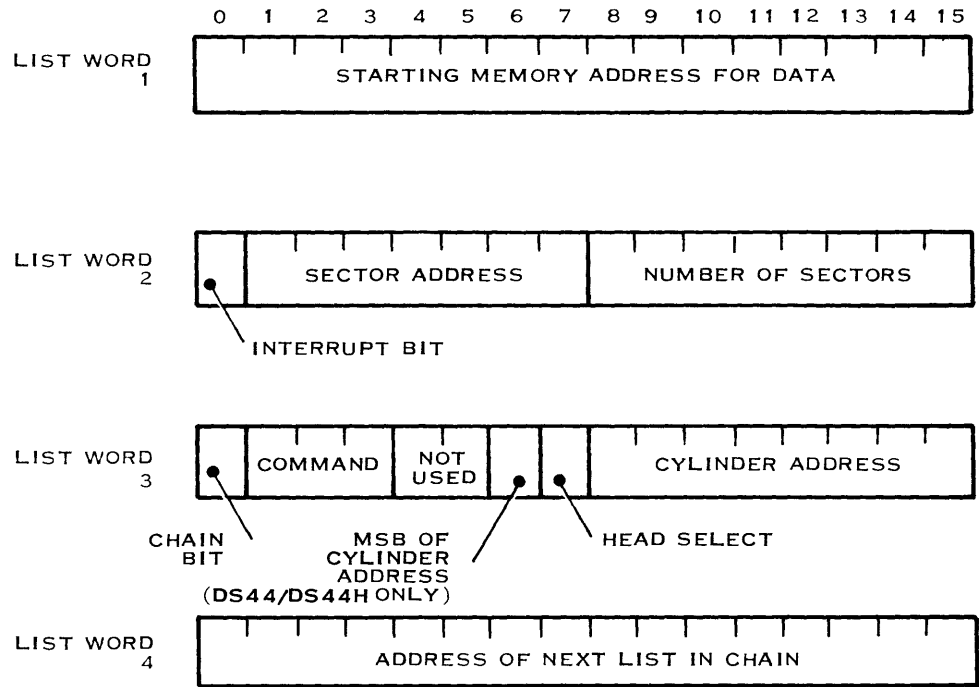 0 1 2 3 4 5 6 7 8 9 10 11 12 13 14 15
LIST WORD
1
STARTING MEMORY ADDRESS FOR DATA
LIST WORD
2
SECTOR ADDRESS
NUMBER OF SECTORS
INTERRUPT BIT
LIST WORD
3
COMMAND
NOT
USED
CYLINDER ADDRESS
CHAIN
BIT
MSB OF
CYLINDER
ADDRESS
(DS44/DS44H ONLY)
HEAD SELECT
LIST WORD
4
ADDRESS OF NEXT LIST IN CHAIN